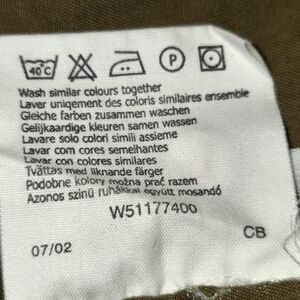 40°C P
Wash similar colours together
Laver uniqement des coloris similaires ensemble
Gleiche farben zusammen waschen
Gelijkaardige kleuren samen wassen
Lavare solo colori simili assieme
Lavar com cores semelhantes
Lavar con colores similares
Tvättas med liknande färger
Podobne kolory można prać razem
Azonos színű ruhákkal együtt mosandó
W51177400
07/02 CB